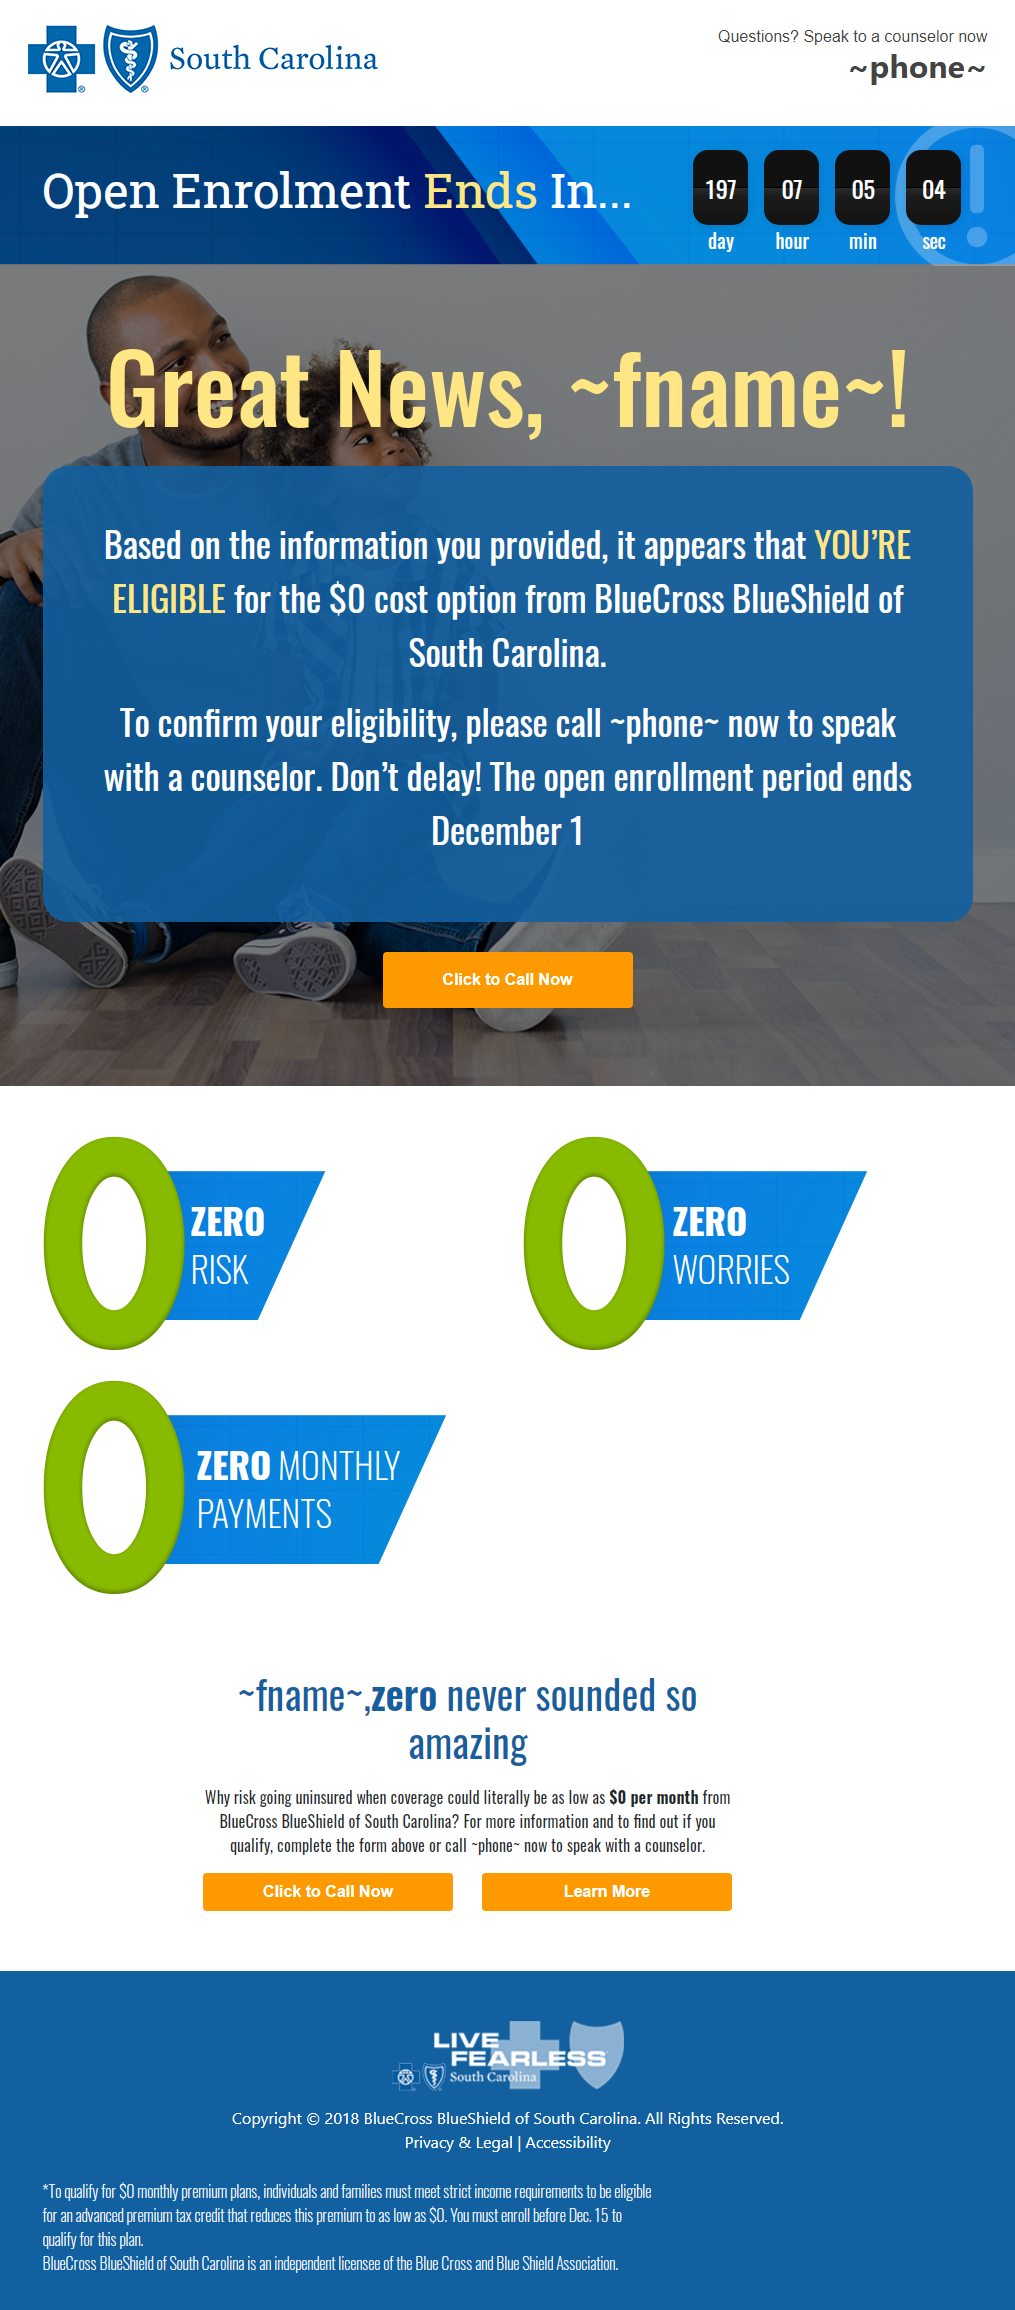 South Carolina
Questions? Speak to a counselor now
~phone~
Open Enrolment Ends In...
197 07 05 04
day hour min sec
Great News, ~fname~!
Based on the information you provided, it appears that YOU'RE
ELIGIBLE for the $0 cost option from BlueCross BlueShield of
South Carolina.
To confirm your eligibility, please call ~phone~ now to speak
with a counselor. Don't delay! The open enrollment period ends
December 1
Click to Call Now
0 ZERO
RISK
0 ZERO
WORRIES
0 ZERO MONTHLY
PAYMENTS
~fname~,zero never sounded so
amazing
Why risk going uninsured when coverage could literally be as low as $0 per month from
BlueCross BlueShield of South Carolina? For more information and to find out if you
qualify, complete the form above or call ~phone~ now to speak with a counselor.
Click to Call Now
Learn More
LIVE
FEARLESS
South Carolina
Copyright © 2018 BlueCross BlueShield of South Carolina. All Rights Reserved.
Privacy & Legal | Accessibility
*To qualify for $0 monthly premium plans, individuals and families must meet strict income requirements to be eligible
for an advanced premium tax credit that reduces this premium to as low as $0. You must enroll before Dec. 15 to
qualify for this plan.
BlueCross BlueShield of South Carolina is an independent licensee of the Blue Cross and Blue Shield Association.